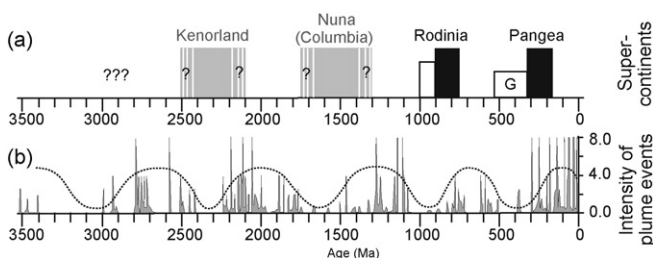 Nuna
Kenorland (Columbia) Rodinia Pangea
(a)
??? ? ? ? ? G
Super-
continents
3500 3000 2500 2000 1500 1000 500 0
(b)
8.0
4.0
0.0
Intensity of
plume events
3500 3000 2500 2000 1500 1000 500 0
Age (Ma)